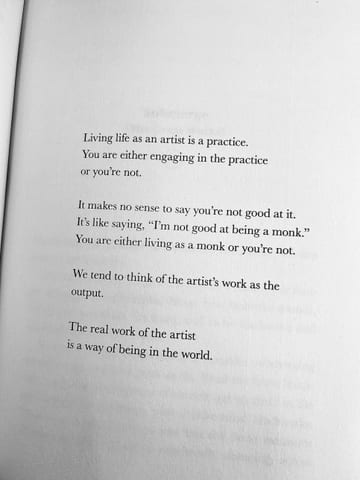 Living life as an artist is a practice.
You are either engaging in the practice
or you're not.
It makes no sense to say you're not good at it.
It's like saying, "I'm not good at being a monk."
You are either living as a monk or you're not.
We tend to think of the artist's work as the
output.
The real work of the artist
is a way of being in the world.